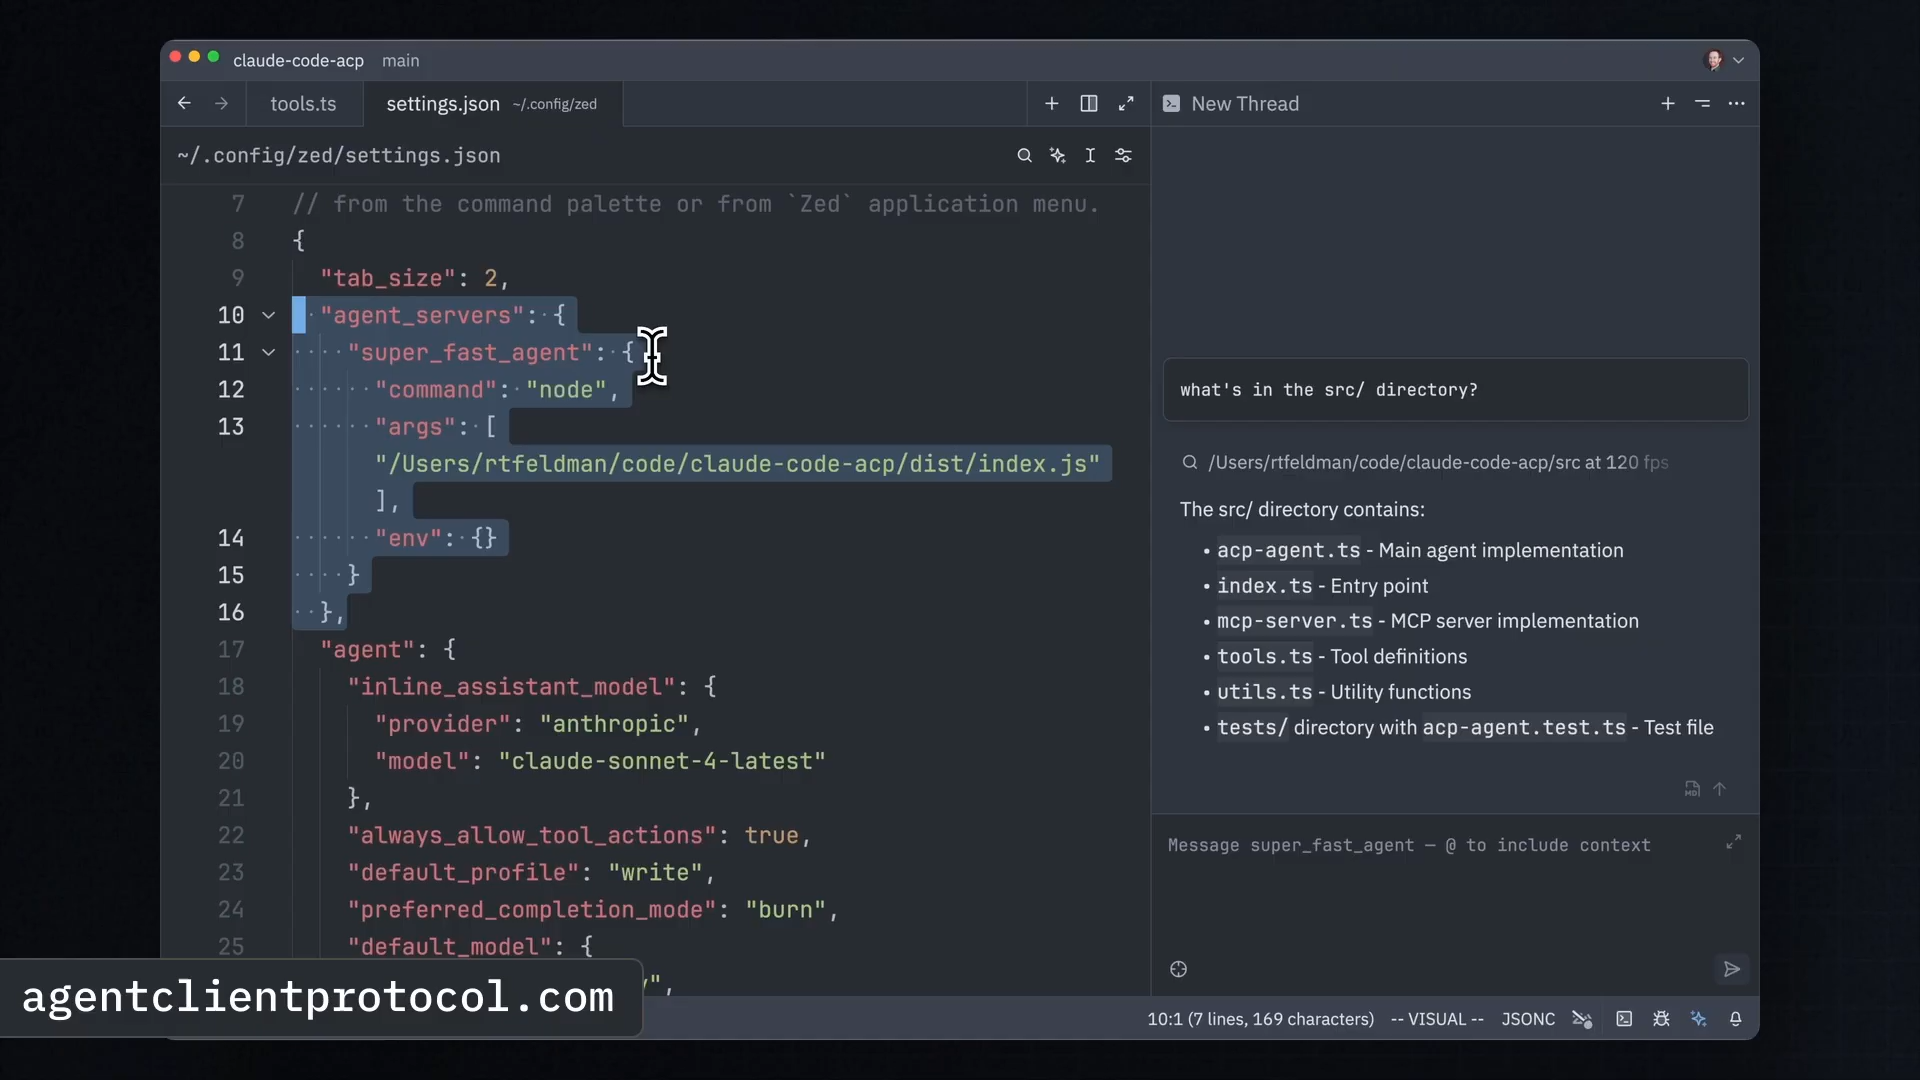 claude-code-acp main
tools.ts settings.json ~/.config/zed
~/.config/zed/settings.json
7 // from the command palette or from `Zed` application menu.
8 {
9 "tab_size": 2,
10 "agent_servers": {
11 "super_fast_agent": {
12 "command": "node",
13 "args": [
"/Users/rtfeldman/code/claude-code-acp/dist/index.js"
],
14 "env": {}
15 }
16 },
17 "agent": {
18 "inline_assistant_model": {
19 "provider": "anthropic",
20 "model": "claude-sonnet-4-latest"
21 },
22 "always_allow_tool_actions": true,
23 "default_profile": "write",
24 "preferred_completion_mode": "burn",
25 "default_model": {
",
New Thread
what's in the src/ directory?
/Users/rtfeldman/code/claude-code-acp/src at 120 fps
The src/ directory contains:
• acp-agent.ts - Main agent implementation
• index.ts - Entry point
• mcp-server.ts - MCP server implementation
• tools.ts - Tool definitions
• utils.ts - Utility functions
• tests/ directory with acp-agent.test.ts - Test file
Message super_fast_agent — @ to include context
agentclientprotocol.com
10:1 (7 lines, 169 characters) -- VISUAL -- JSONC